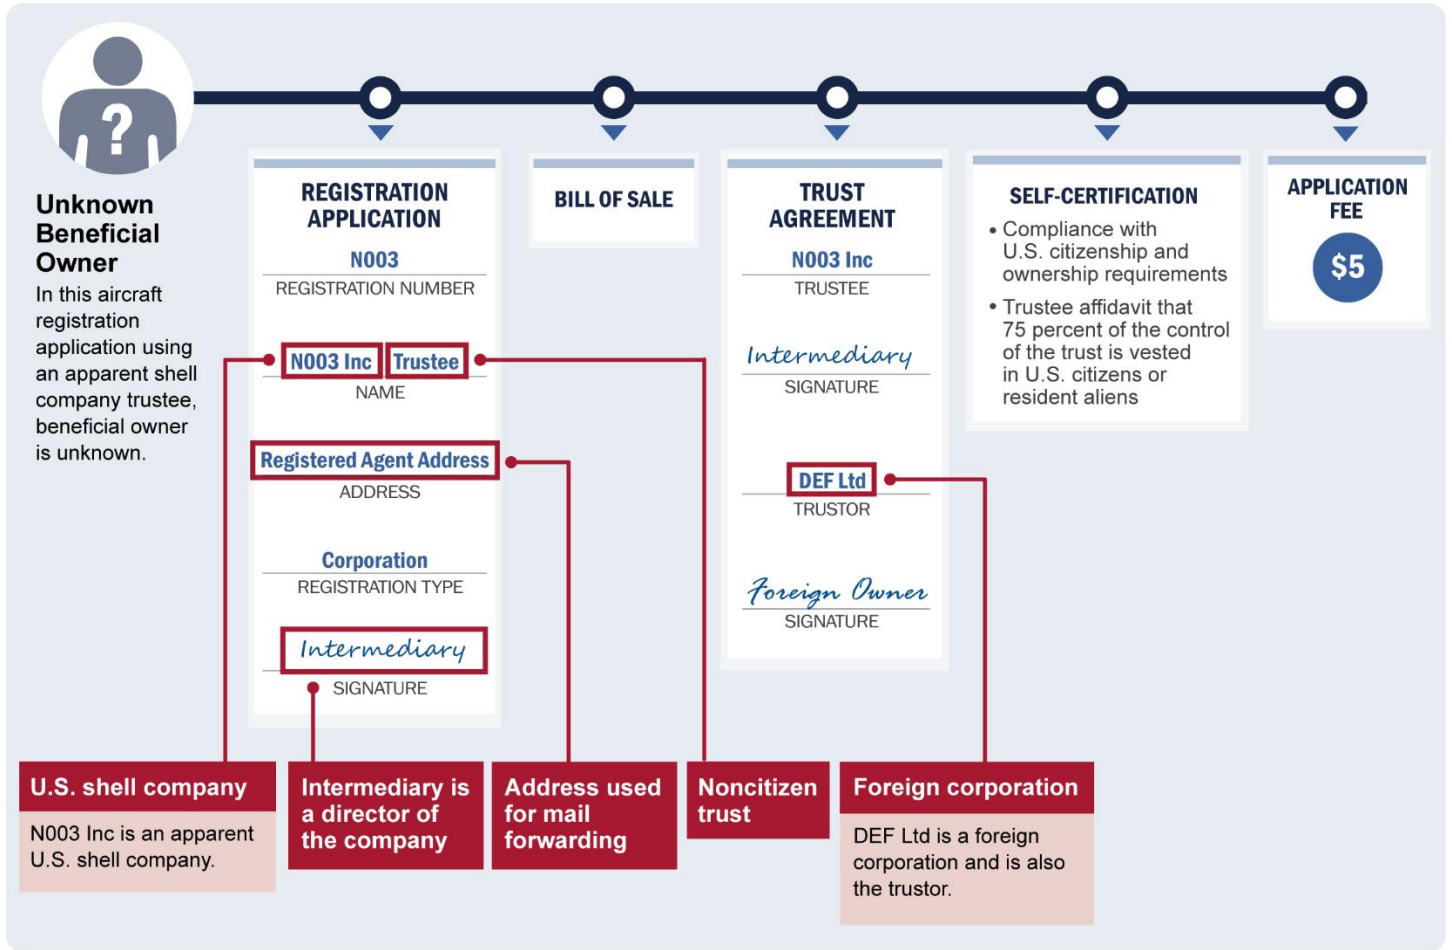 ?
Unknown
Beneficial
Owner
In this aircraft
registration
application using
an apparent shell
company trustee,
beneficial owner
is unknown.
REGISTRATION
APPLICATION
N003
REGISTRATION NUMBER
N003 Inc Trustee
NAME
Registered Agent Address
ADDRESS
Corporation
REGISTRATION TYPE
Intermediary
SIGNATURE
BILL OF SALE
TRUST
AGREEMENT
N003 Inc
TRUSTEE
Intermediary
SIGNATURE
DEF Ltd
TRUSTOR
Foreign Owner
SIGNATURE
SELF-CERTIFICATION
• Compliance with
U.S. citizenship and
ownership requirements
• Trustee affidavit that
75 percent of the control
of the trust is vested
in U.S. citizens or
resident aliens
APPLICATION
FEE
$5
U.S. shell company
N003 Inc is an apparent
U.S. shell company.
Intermediary is
a director of
the company
Address used
for mail
forwarding
Noncitizen
trust
Foreign corporation
DEF Ltd is a foreign
corporation and is also
the trustor.